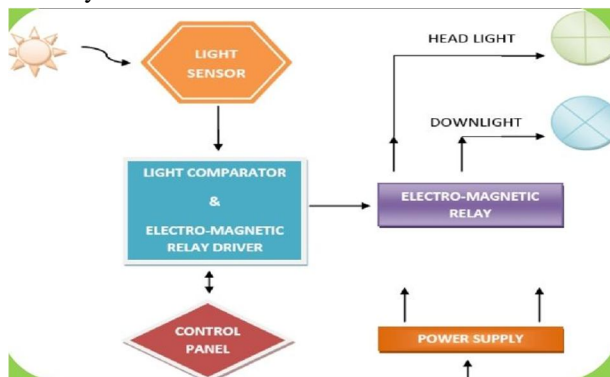 HEAD LIGHT
LIGHT
SENSOR
DOWNLIGHT
LIGHT COMPARATOR
&
ELECTRO-MAGNETIC
RELAY DRIVER
ELECTRO-MAGNETIC
RELAY
CONTROL
PANEL
POWER SUPPLY